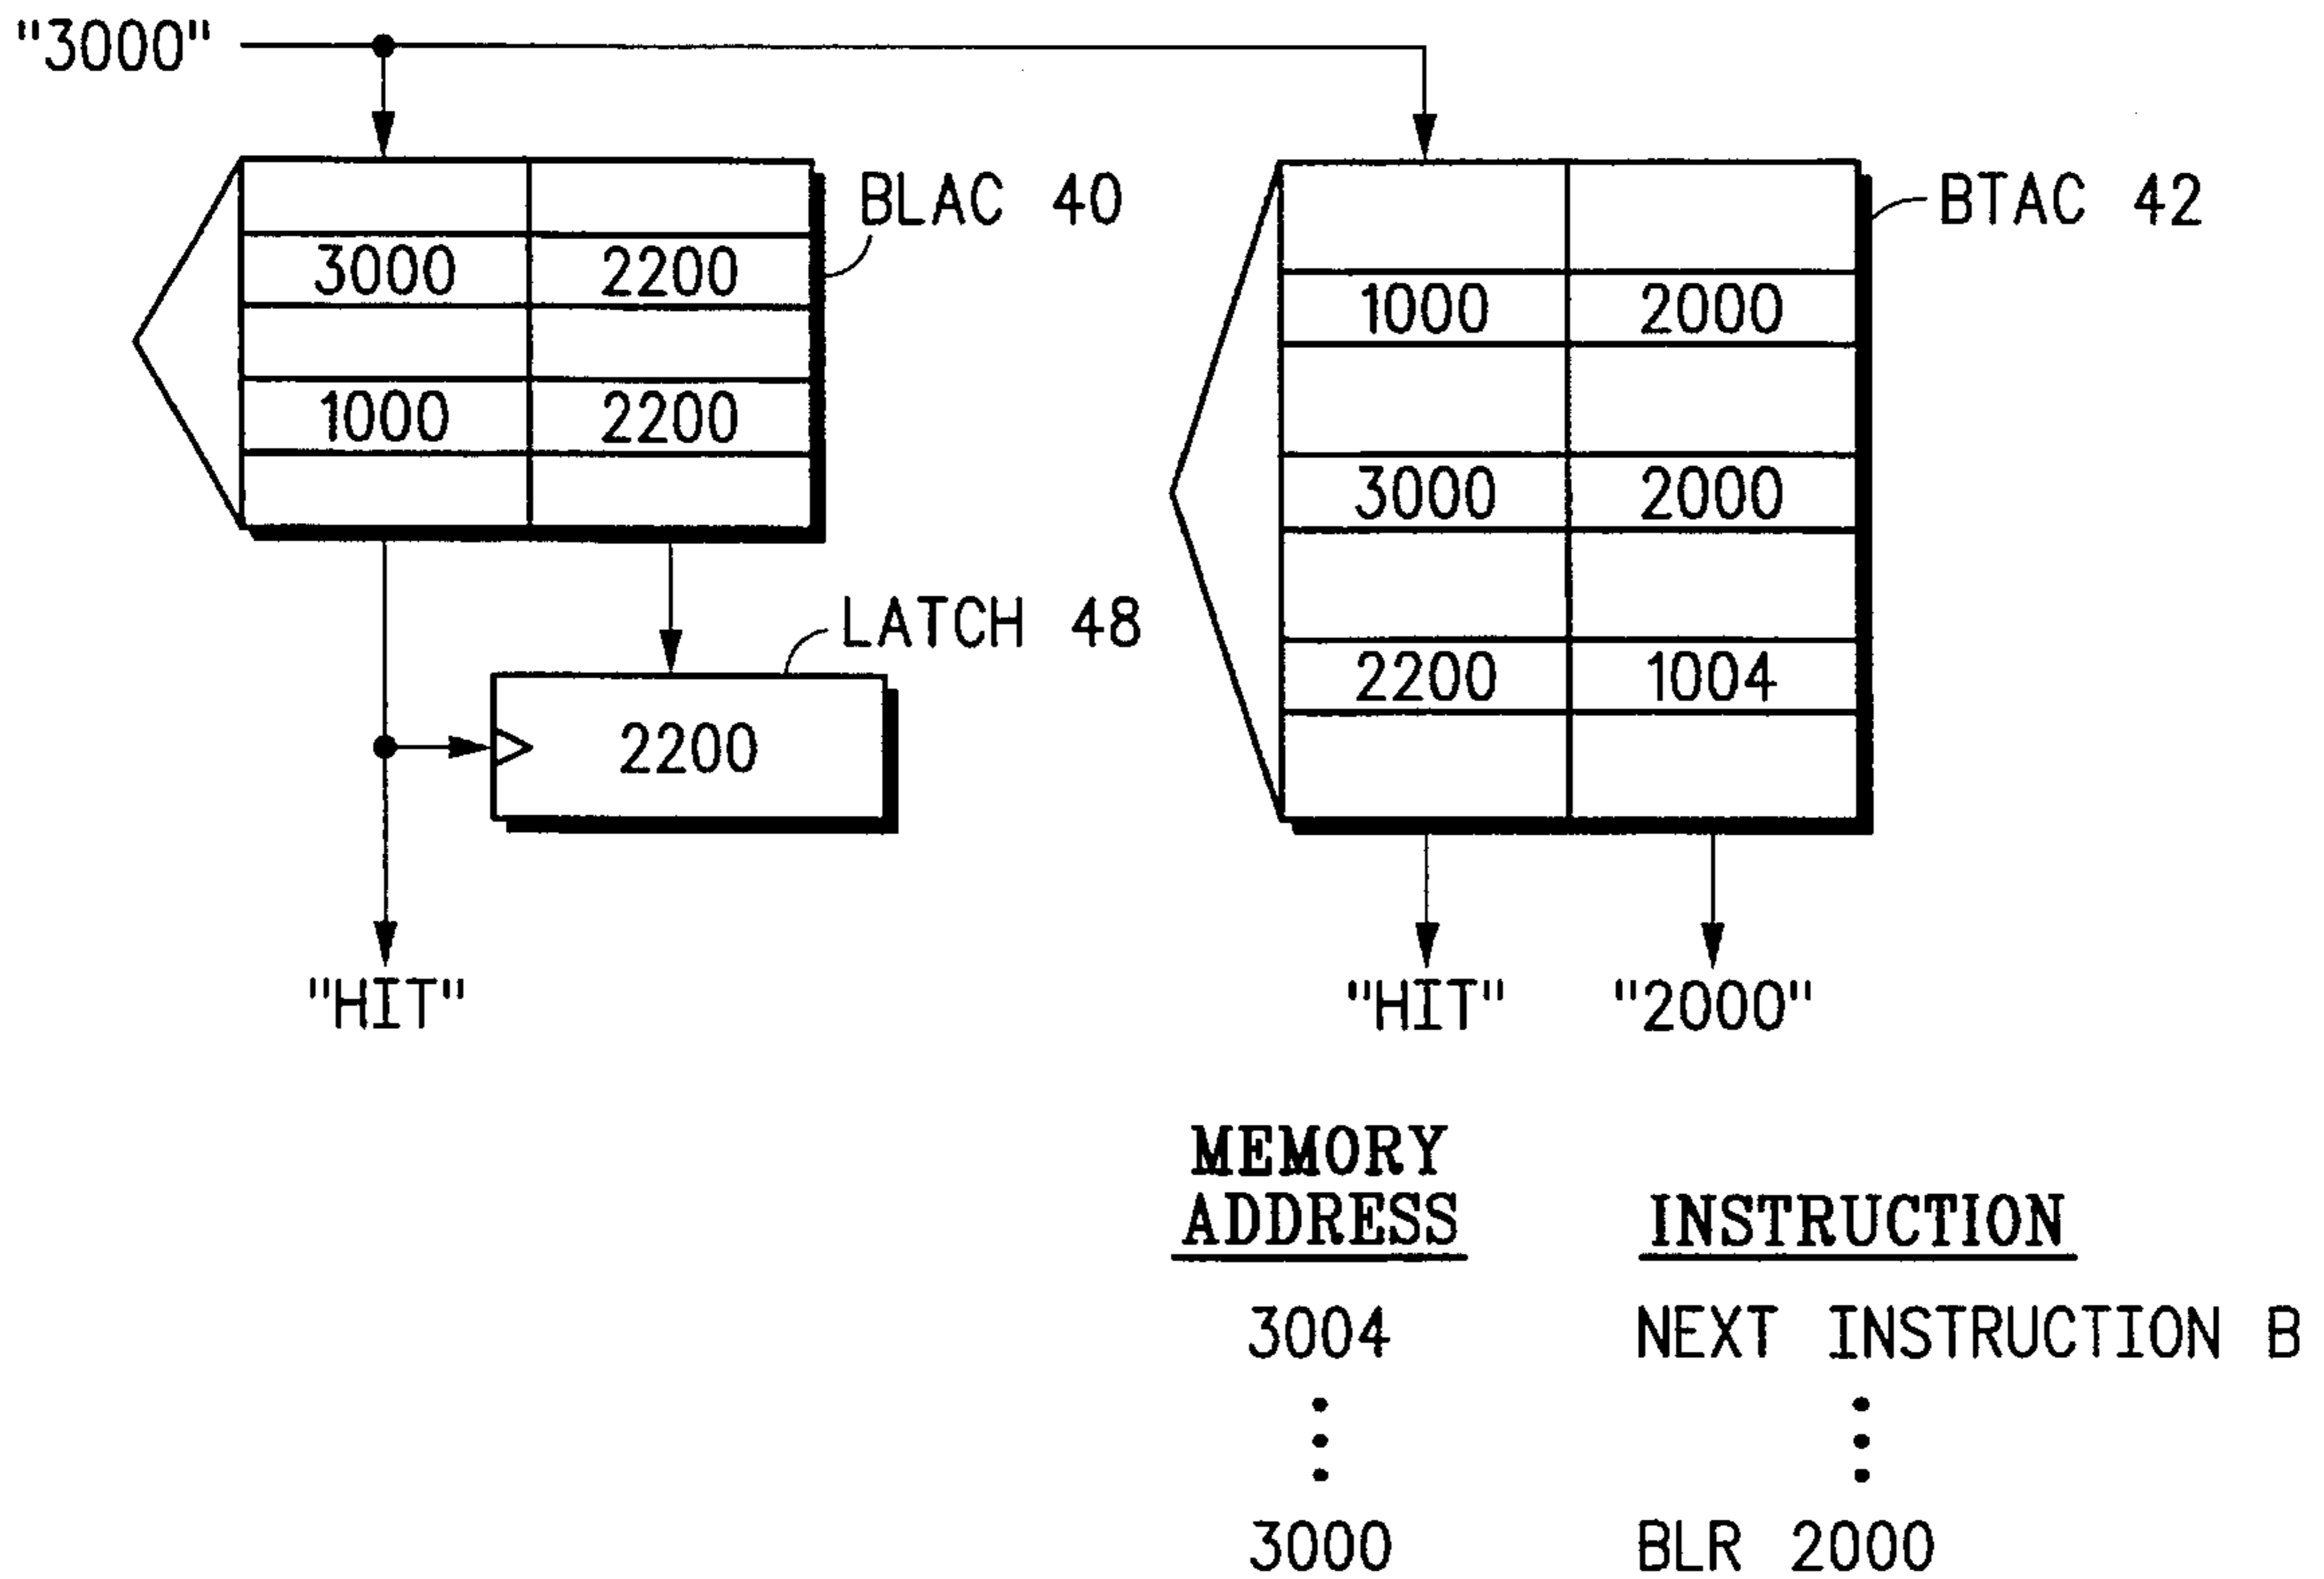 "3000"
BLAC 40
3000 2200
1000 2200
LATCH 48
2200
"HIT"
BTAC 42
1000 2000
3000 2000
2200 1004
"HIT" "2000"
MEMORY
ADDRESS INSTRUCTION
3004 NEXT INSTRUCTION B
3000 BLR 2000